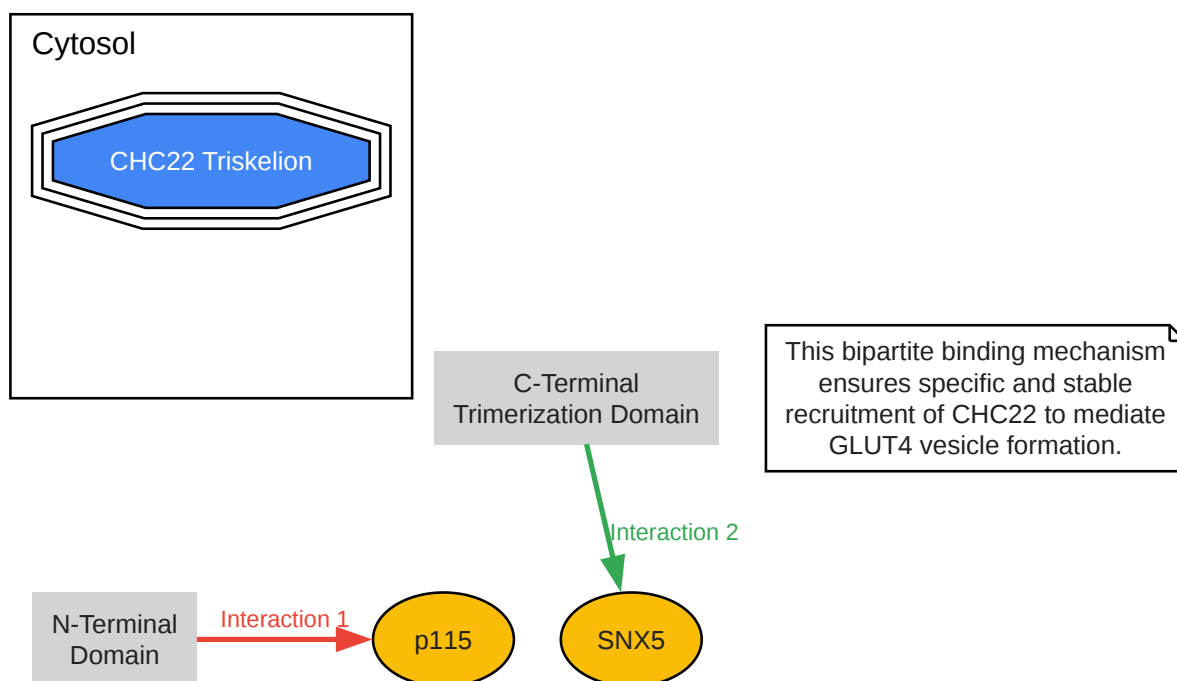 Cytosol
CHC22 Triskelion
C-Terminal
Trimerization Domain
This bipartite binding mechanism
ensures specific and stable
recruitment of CHC22 to mediate
GLUT4 vesicle formation.
Interaction 2
N-Terminal
Domain
Interaction 1
p115
SNX5